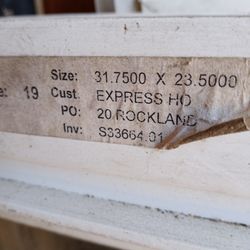 Size: 31.7500 X 23.5000
e: 19 Cust. EXPRESS HO
PO: 20 ROCKLAND
Inv: S33664.01